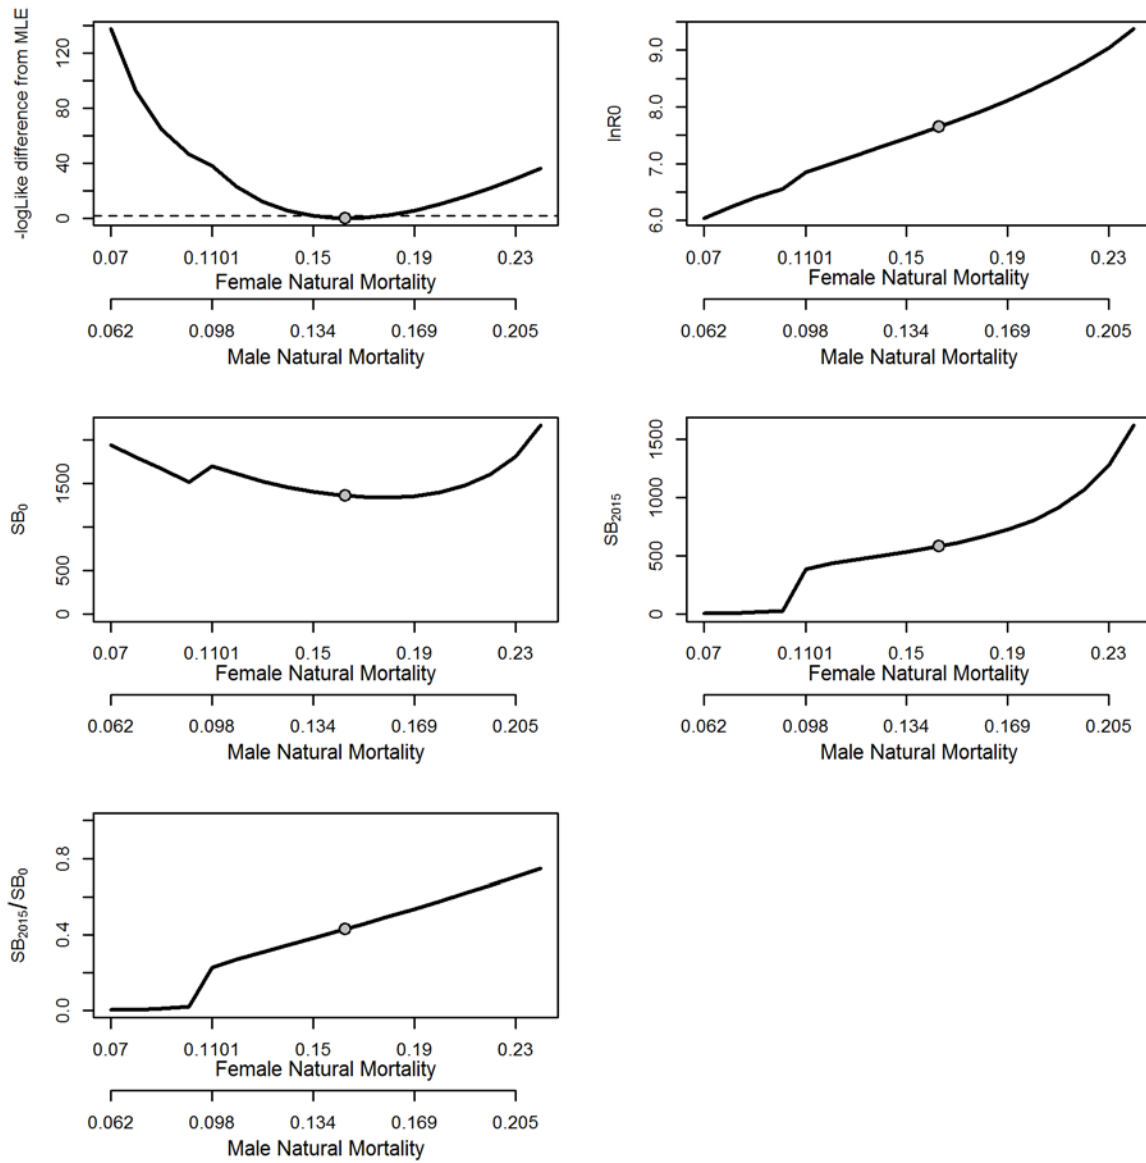 -logLike difference from MLE
120
80
40
0
0.07 0.1101 0.15 0.19 0.23
Female Natural Mortality
0.062 0.098 0.134 0.169 0.205
Male Natural Mortality
lnR0
9.0
8.0
7.0
6.0
0.07 0.1101 0.15 0.19 0.23
Female Natural Mortality
0.062 0.098 0.134 0.169 0.205
Male Natural Mortality
SB₀
1500
500
0
0.07 0.1101 0.15 0.19 0.23
Female Natural Mortality
0.062 0.098 0.134 0.169 0.205
Male Natural Mortality
SB₂₀₁₅
1500
1000
500
0
0.07 0.1101 0.15 0.19 0.23
Female Natural Mortality
0.062 0.098 0.134 0.169 0.205
Male Natural Mortality
SB₂₀₁₅/SB₀
0.8
0.4
0.0
0.07 0.1101 0.15 0.19 0.23
Female Natural Mortality
0.062 0.098 0.134 0.169 0.205
Male Natural Mortality